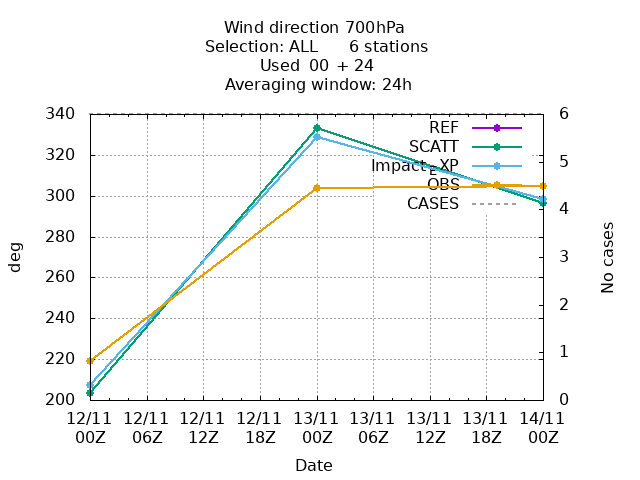 Wind direction 700hPa
Selection: ALL 6 stations
Used 00 + 24
Averaging window: 24h
340
320
300
280
260
240
220
200
deg
6
5
4
3
2
1
0
No cases
REF
SCATT
Impact_XP
OBS
CASES
12/11 12/11 12/11 12/11 13/11 13/11 13/11 13/11 14/11
00Z 06Z 12Z 18Z 00Z 06Z 12Z 18Z 00Z
Date